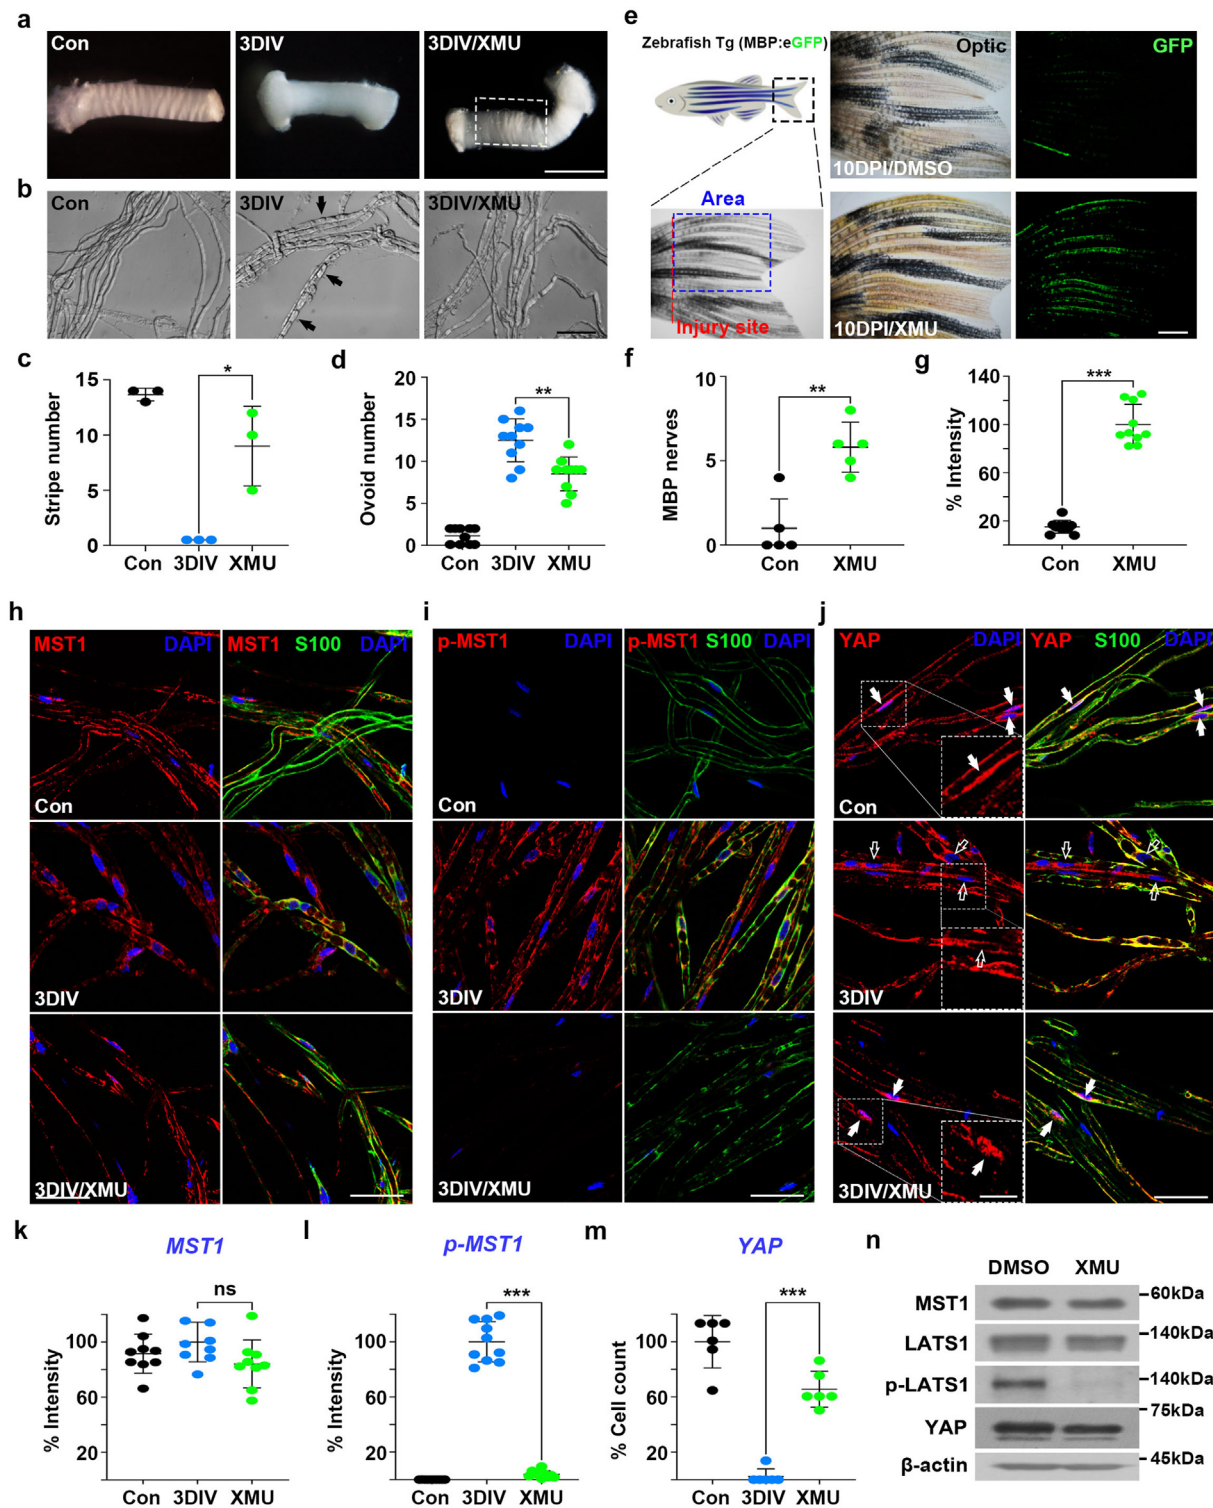 a
Con
3DIV
3DIV/XMU
b
Con
3DIV
3DIV/XMU
c
Stripe number
15
10
5
0
*
Con 3DIV XMU
d
Ovoid number
20
15
10
5
0
**
Con 3DIV XMU
e
Zebrafish Tg (MBP:eGFP)
Optic
GFP
10DPI/DMSO
Area
Injury site
10DPI/XMU
f
MBP nerves
10
5
0
**
Con XMU
g
% Intensity
140
100
60
20
***
Con XMU
h
MST1 DAPI
MST1 S100
Con
3DIV
3DIV/XMU
i
p-MST1 DAPI
p-MST1 S100 DAPI
Con
3DIV
3DIV/XMU
j
YAP DAPI
YAP S100
Con
3DIV
3DIV/XMU
k
MST1
% Intensity
100
60
20
ns
Con 3DIV XMU
l
p-MST1
% Intensity
100
60
20
***
Con 3DIV XMU
m
YAP
% Cell count
100
60
20
***
Con 3DIV XMU
n
DMSO XMU
MST1
60kDa
LATS1
140kDa
p-LATS1
140kDa
75kDa
YAP
β-actin
45kDa